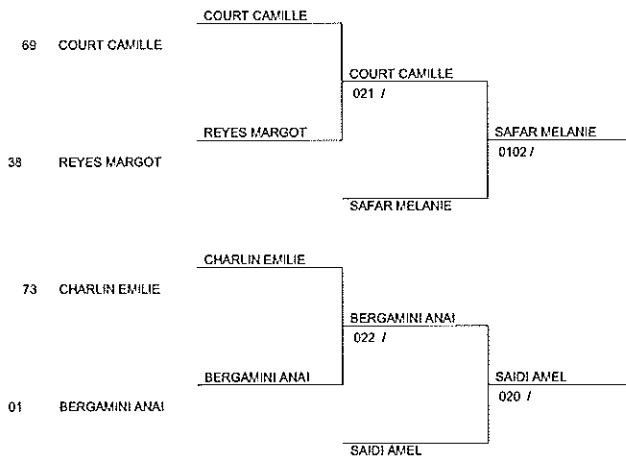 COURT CAMILLE
69 COURT CAMILLE
COURT CAMILLE
021 /
REYES MARGOT
SAFAR MELANIE
0102 /
38 REYES MARGOT
SAFAR MELANIE
CHARLIN EMILIE
73 CHARLIN EMILIE
BERGAMINI ANAI
022 /
BERGAMINI ANAI
SAIDI AMEL
020 /
01 BERGAMINI ANAI
SAIDI AMEL